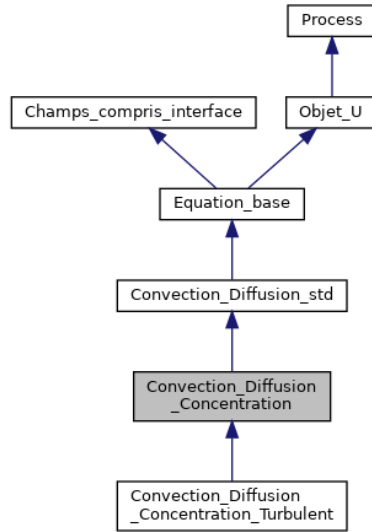 Process
Champs_compris_interface
Objet_U
Equation_base
Convection_Diffusion_std
Convection_Diffusion
_Concentration
Convection_Diffusion
_Concentration_Turbulent